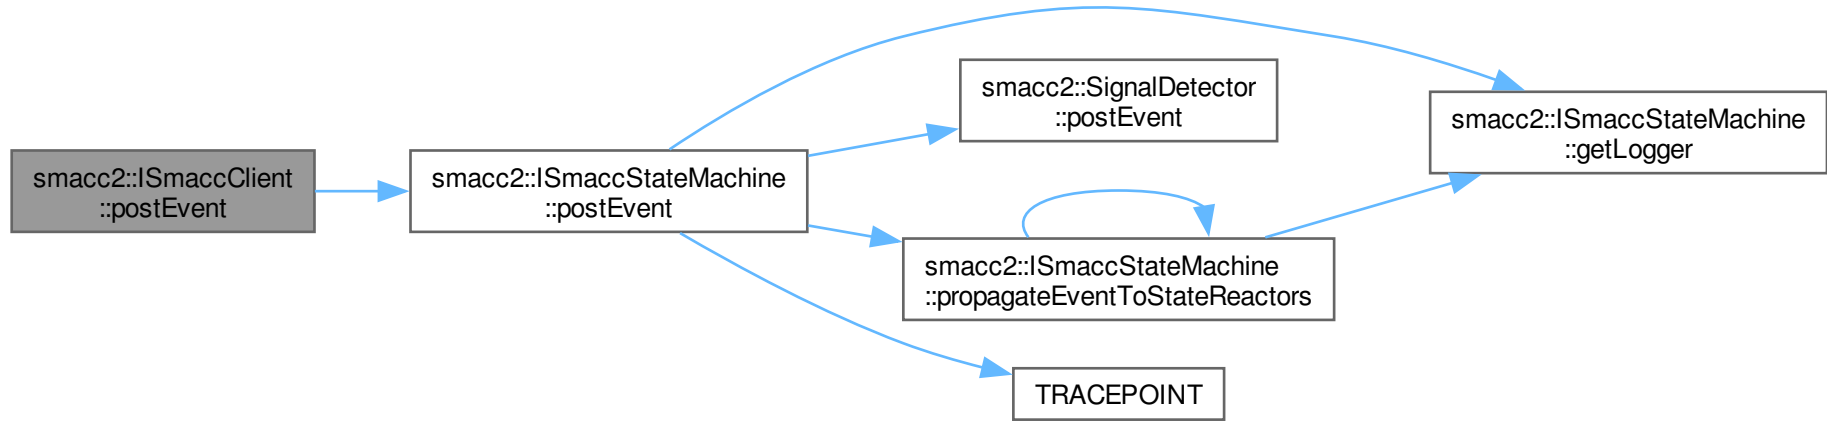 smacc2::ISmaccClient
::postEvent
smacc2::ISmaccStateMachine
::postEvent
smacc2::SignalDetector
::postEvent
smacc2::ISmaccStateMachine
::propagateEventToStateReactors
TRACEPOINT
smacc2::ISmaccStateMachine
::getLogger